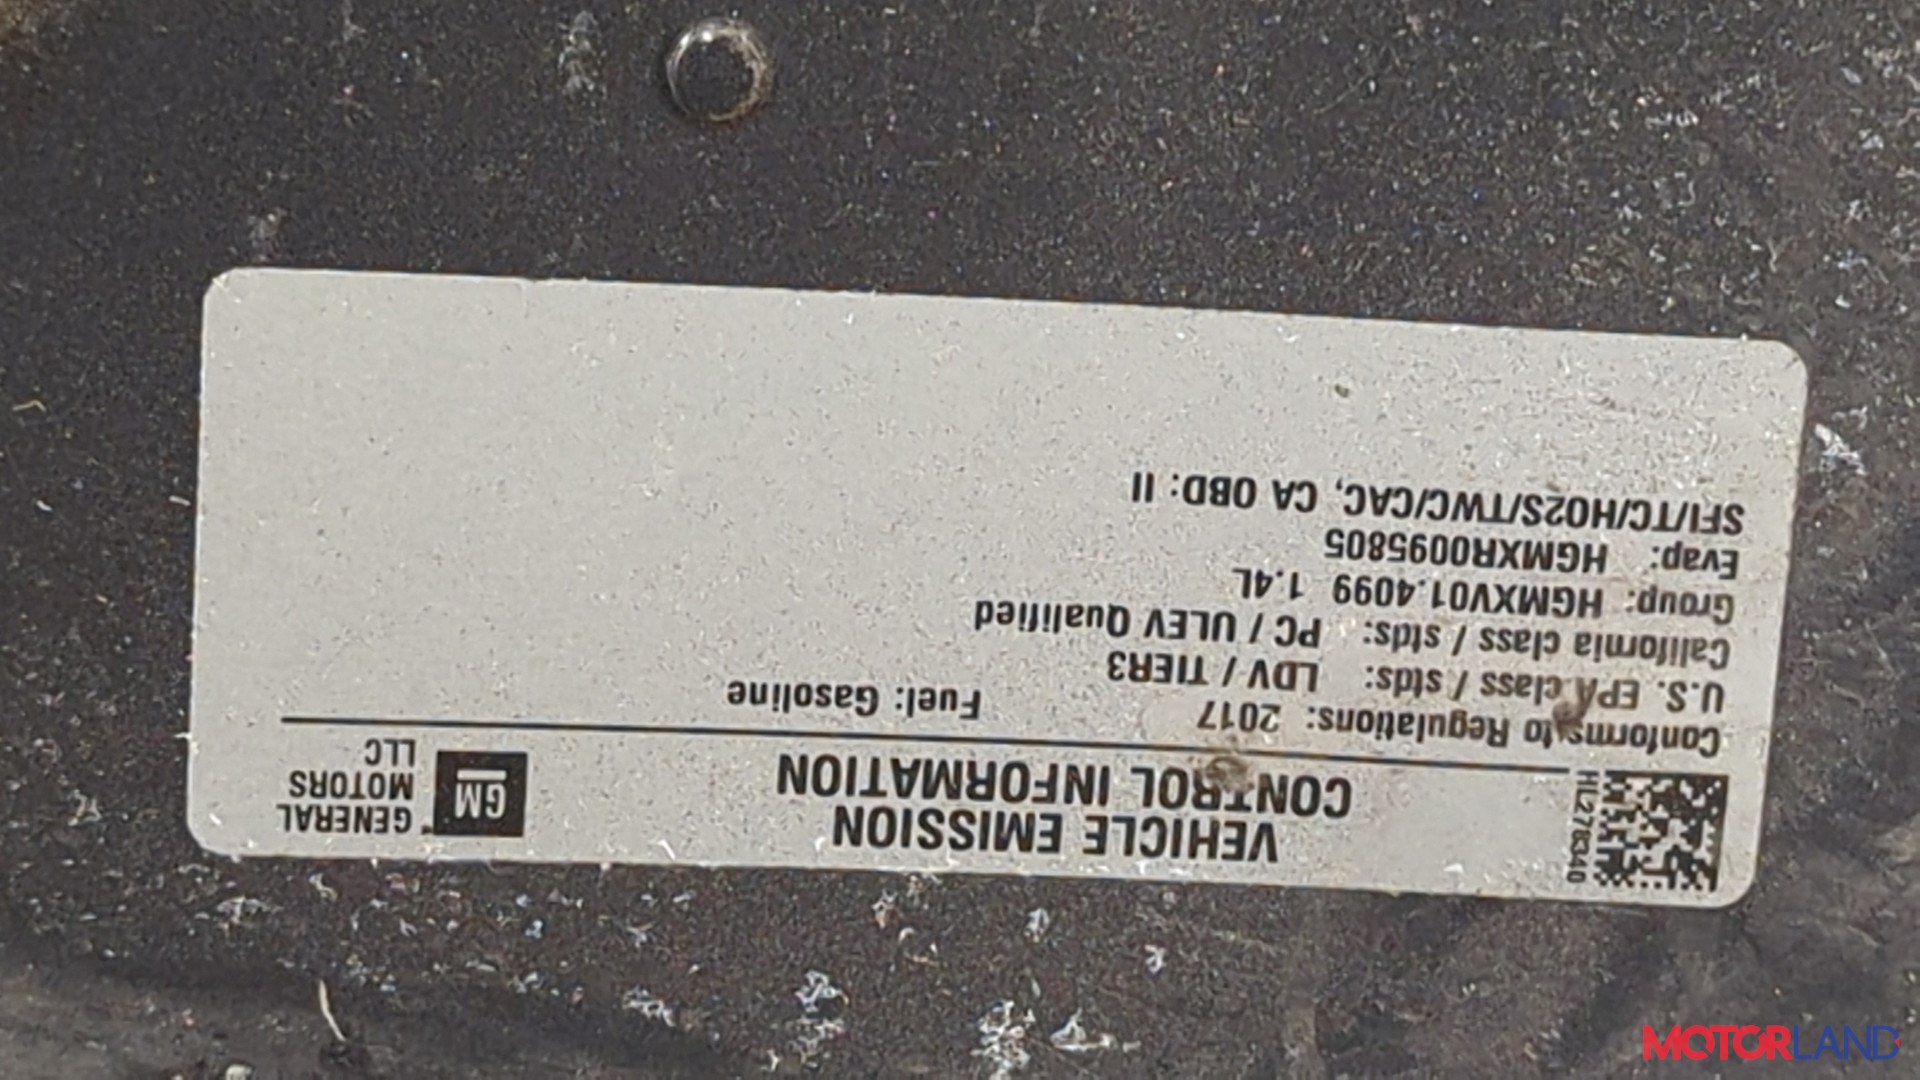 HL278340
VEHICLE EMISSION
CONTROL INFORMATION
GM
GENERAL
MOTORS
LLC
Conforms to Regulations: 2017 Fuel: Gasoline
U.S. EPA class / stds: LDV / TIER3
California class / stds: PC / ULEV Qualified
Group: HGMXV01.4099 1.4L
Evap: HGMXR0095805
SFI/TC/HO2S/TWC/CAC, CA OBD: II
MOTORLAND